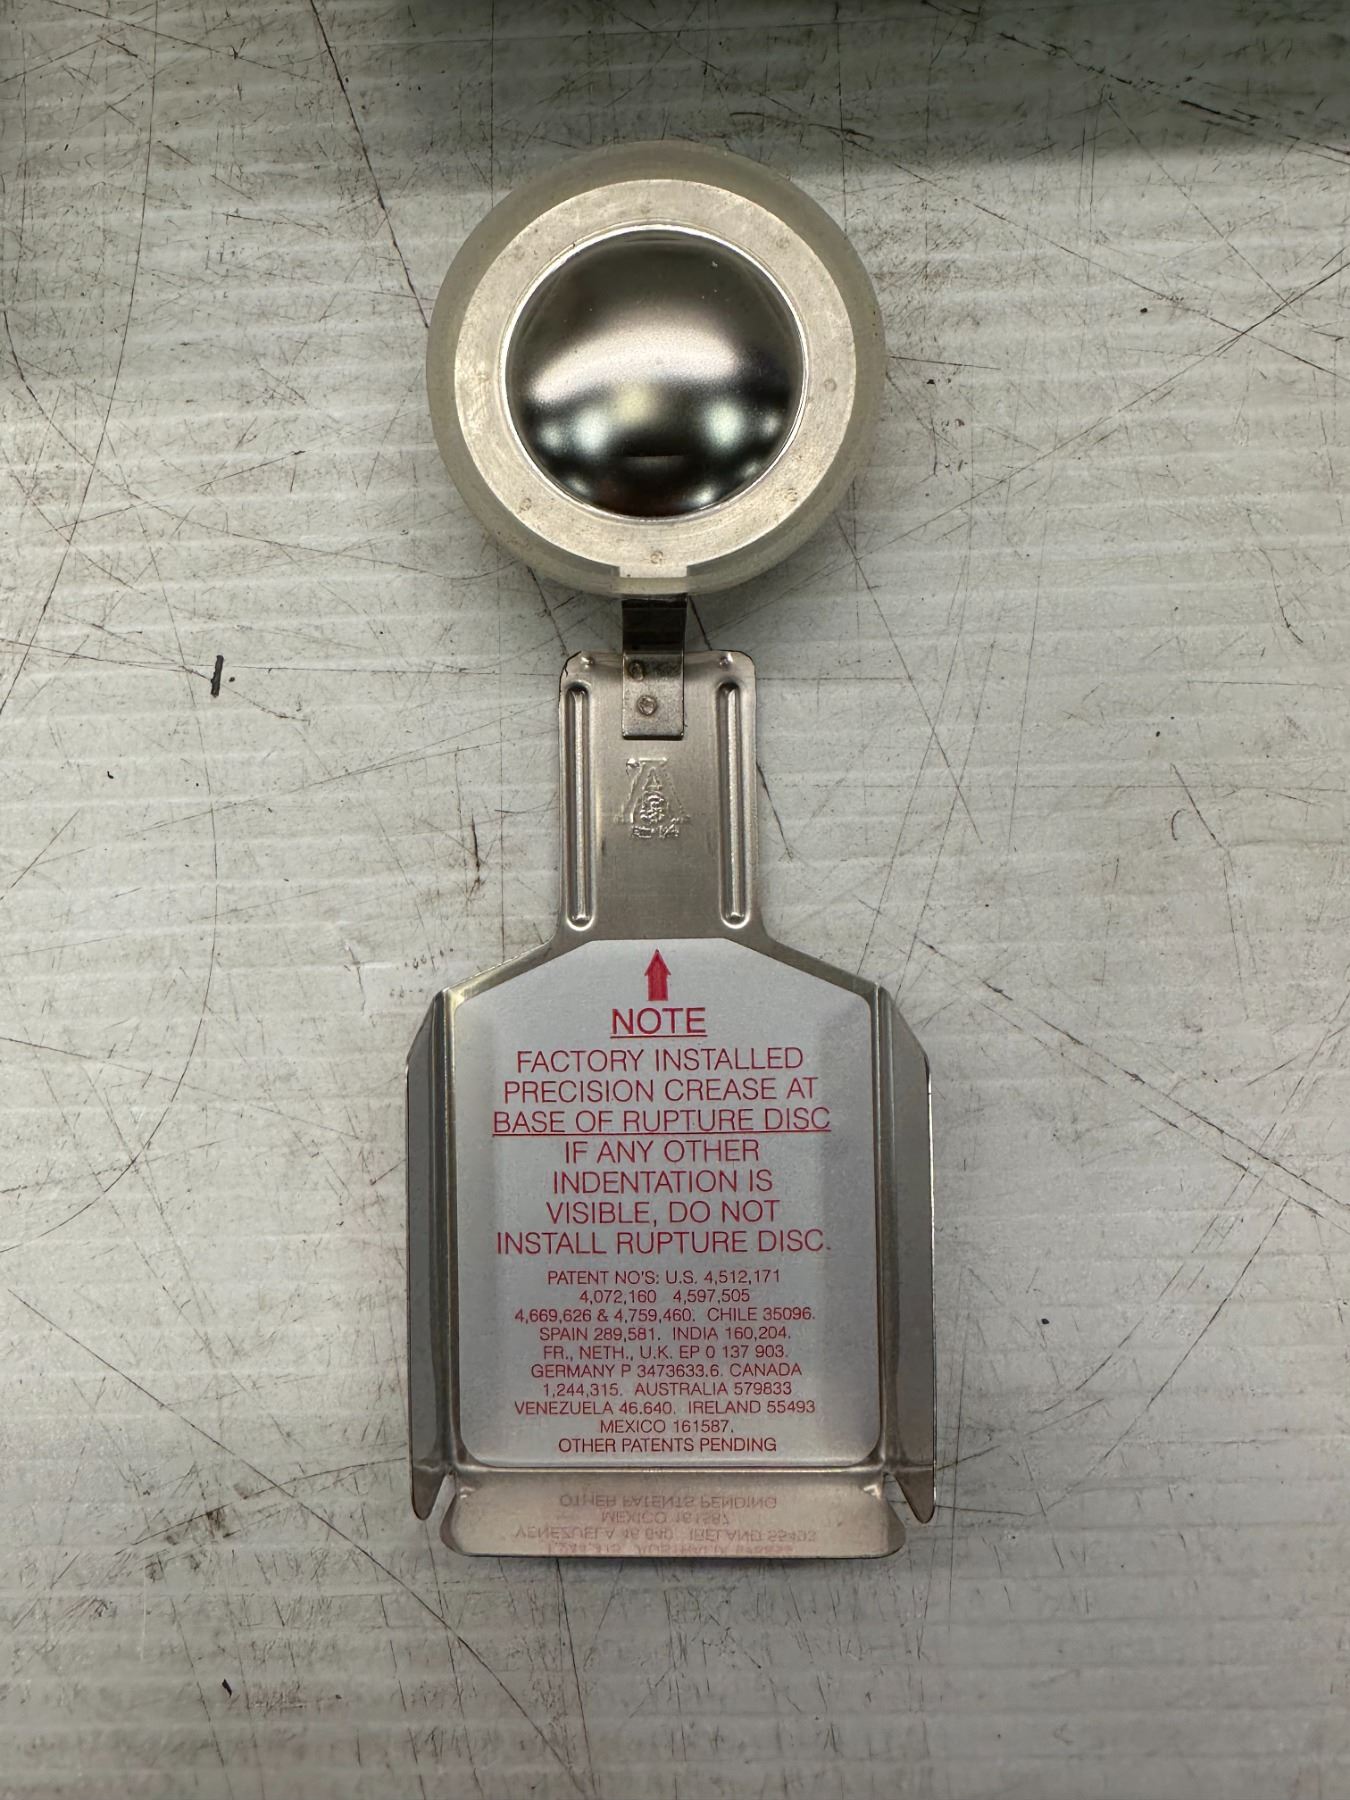 NOTE
FACTORY INSTALLED
PRECISION CREASE AT
BASE OF RUPTURE DISC
IF ANY OTHER
INDENTATION IS
VISIBLE, DO NOT
INSTALL RUPTURE DISC.
PATENT NO'S: U.S. 4,512,171
4,072,160 4,597,505
4,669,626 & 4,759,460. CHILE 35096.
SPAIN 289,581. INDIA 160,204.
FR., NETH., U.K. EP 0 137 903.
GERMANY P 3473633.6. CANADA
1,244,315. AUSTRALIA 579833
VENEZUELA 46.640. IRELAND 55493
MEXICO 161587.
OTHER PATENTS PENDING